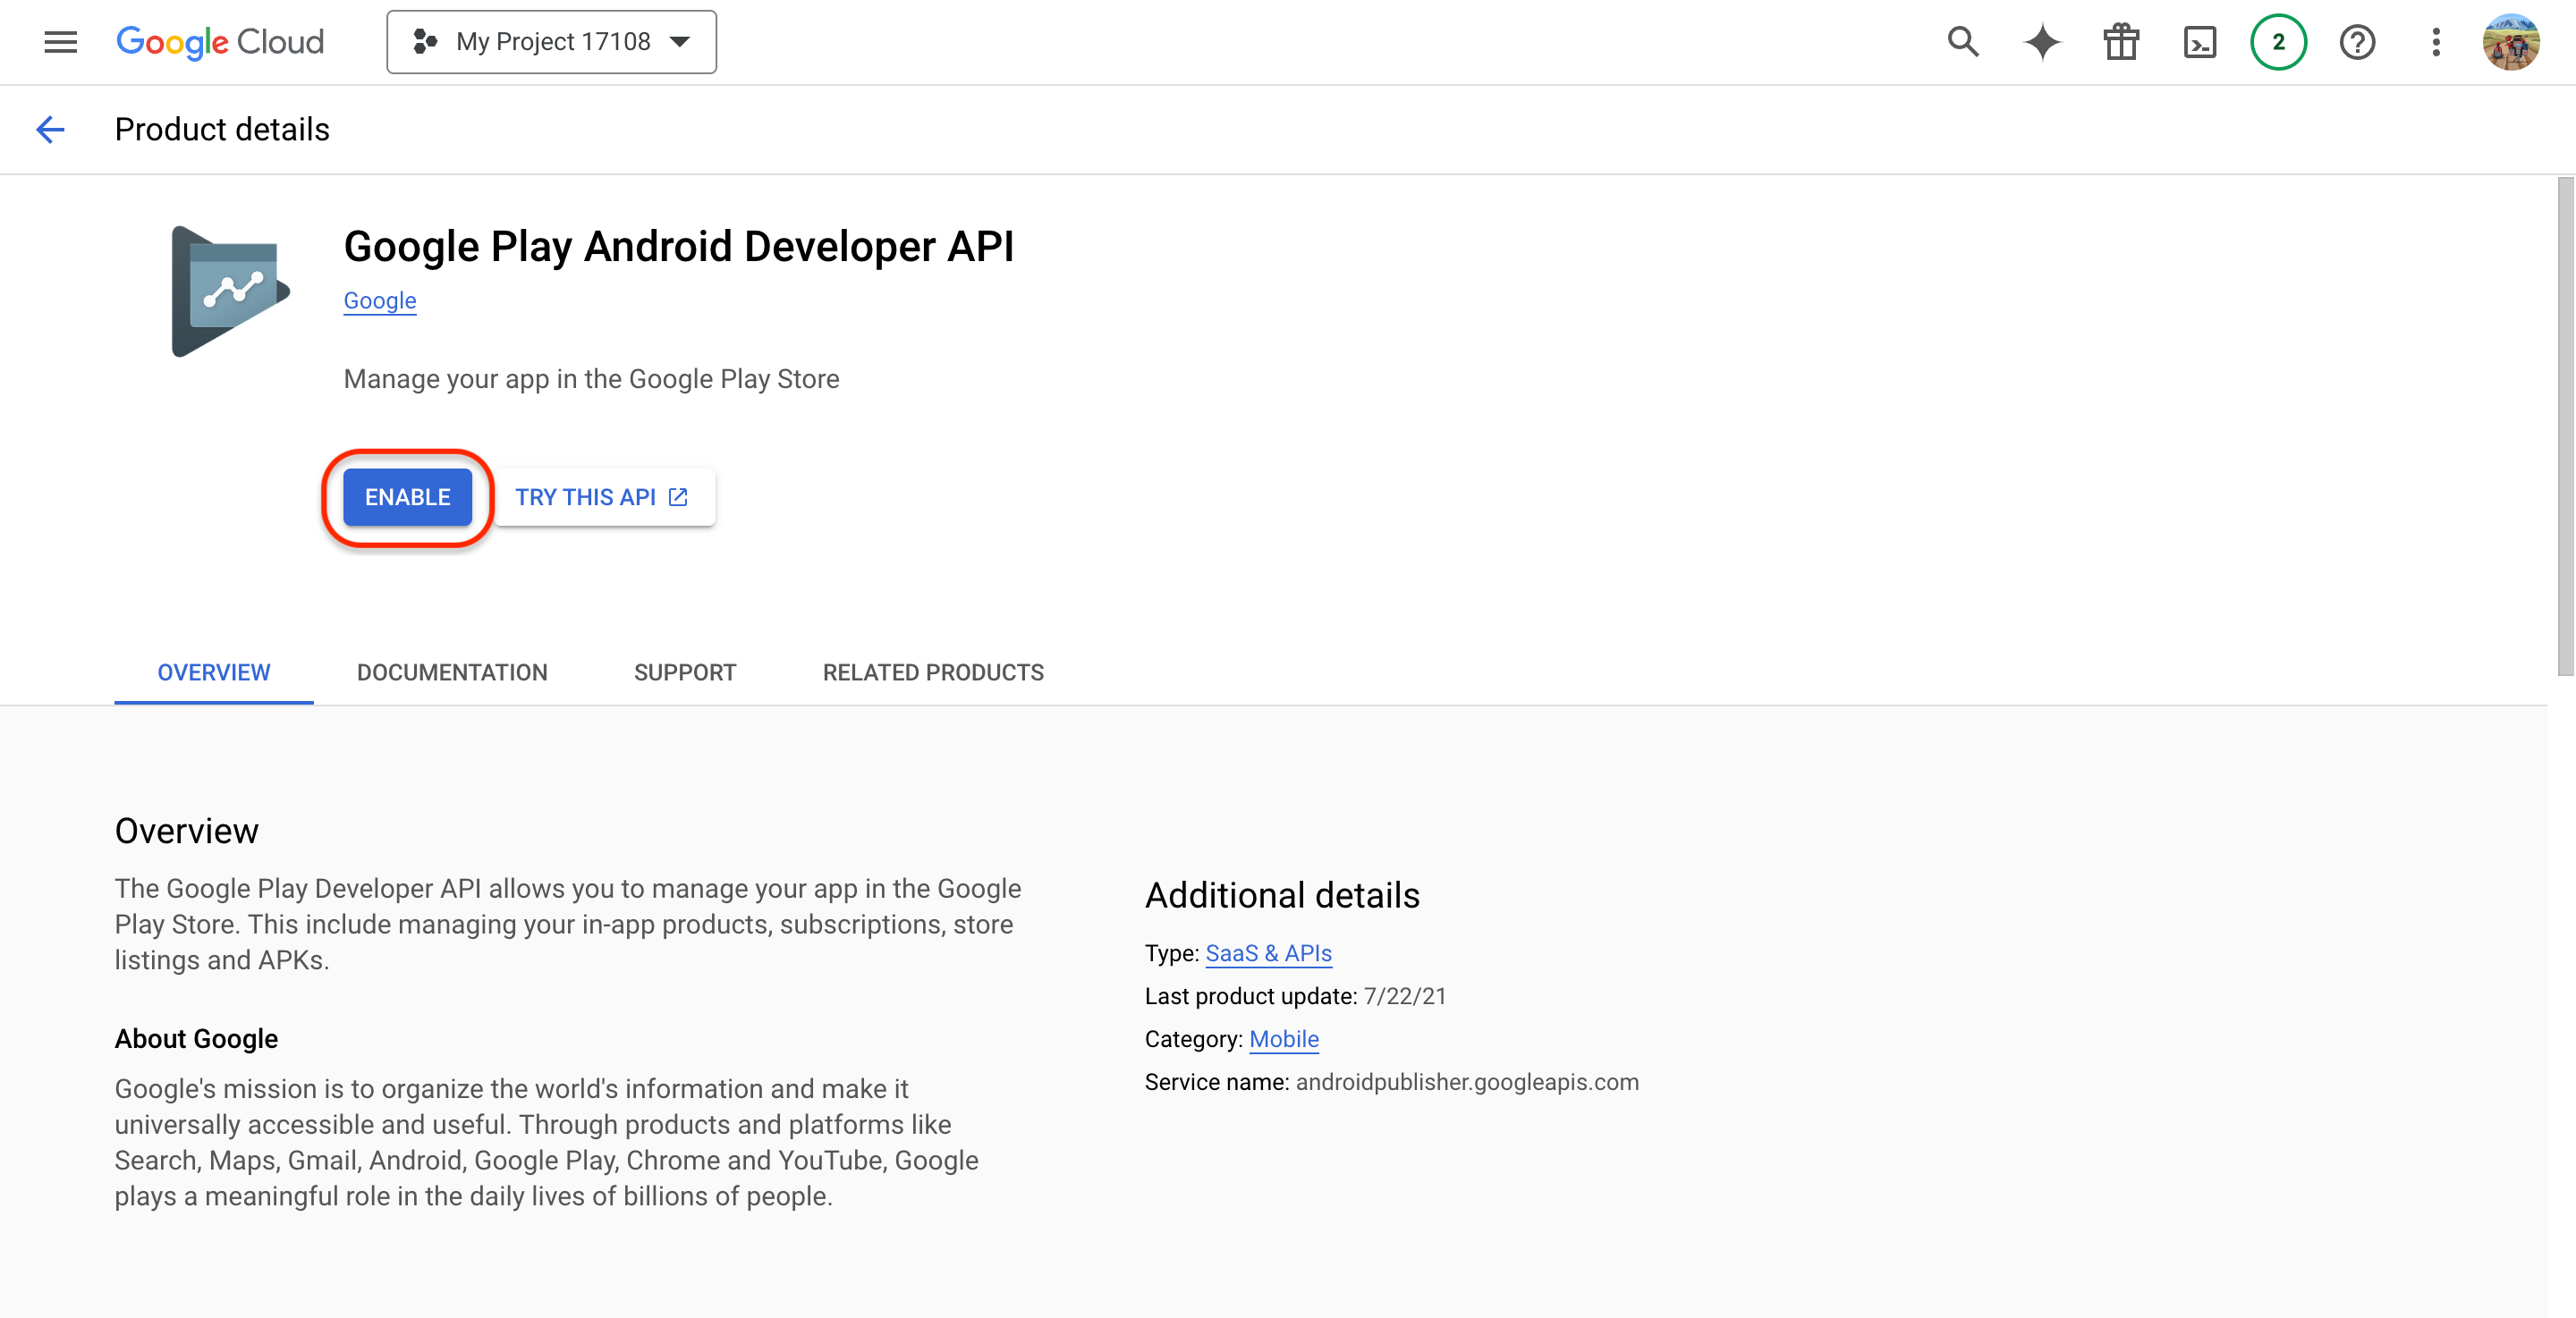 Google Cloud
My Project 17108
2
Product details
Google Play Android Developer API
Google
Manage your app in the Google Play Store
ENABLE
TRY THIS API
OVERVIEW
DOCUMENTATION
SUPPORT
RELATED PRODUCTS
Overview
The Google Play Developer API allows you to manage your app in the Google
Play Store. This include managing your in-app products, subscriptions, store
listings and APKs.
About Google
Google's mission is to organize the world's information and make it
universally accessible and useful. Through products and platforms like
Search, Maps, Gmail, Android, Google Play, Chrome and YouTube, Google
plays a meaningful role in the daily lives of billions of people.
Additional details
Type: SaaS & APIs
Last product update: 7/22/21
Category: Mobile
Service name: androidpublisher.googleapis.com